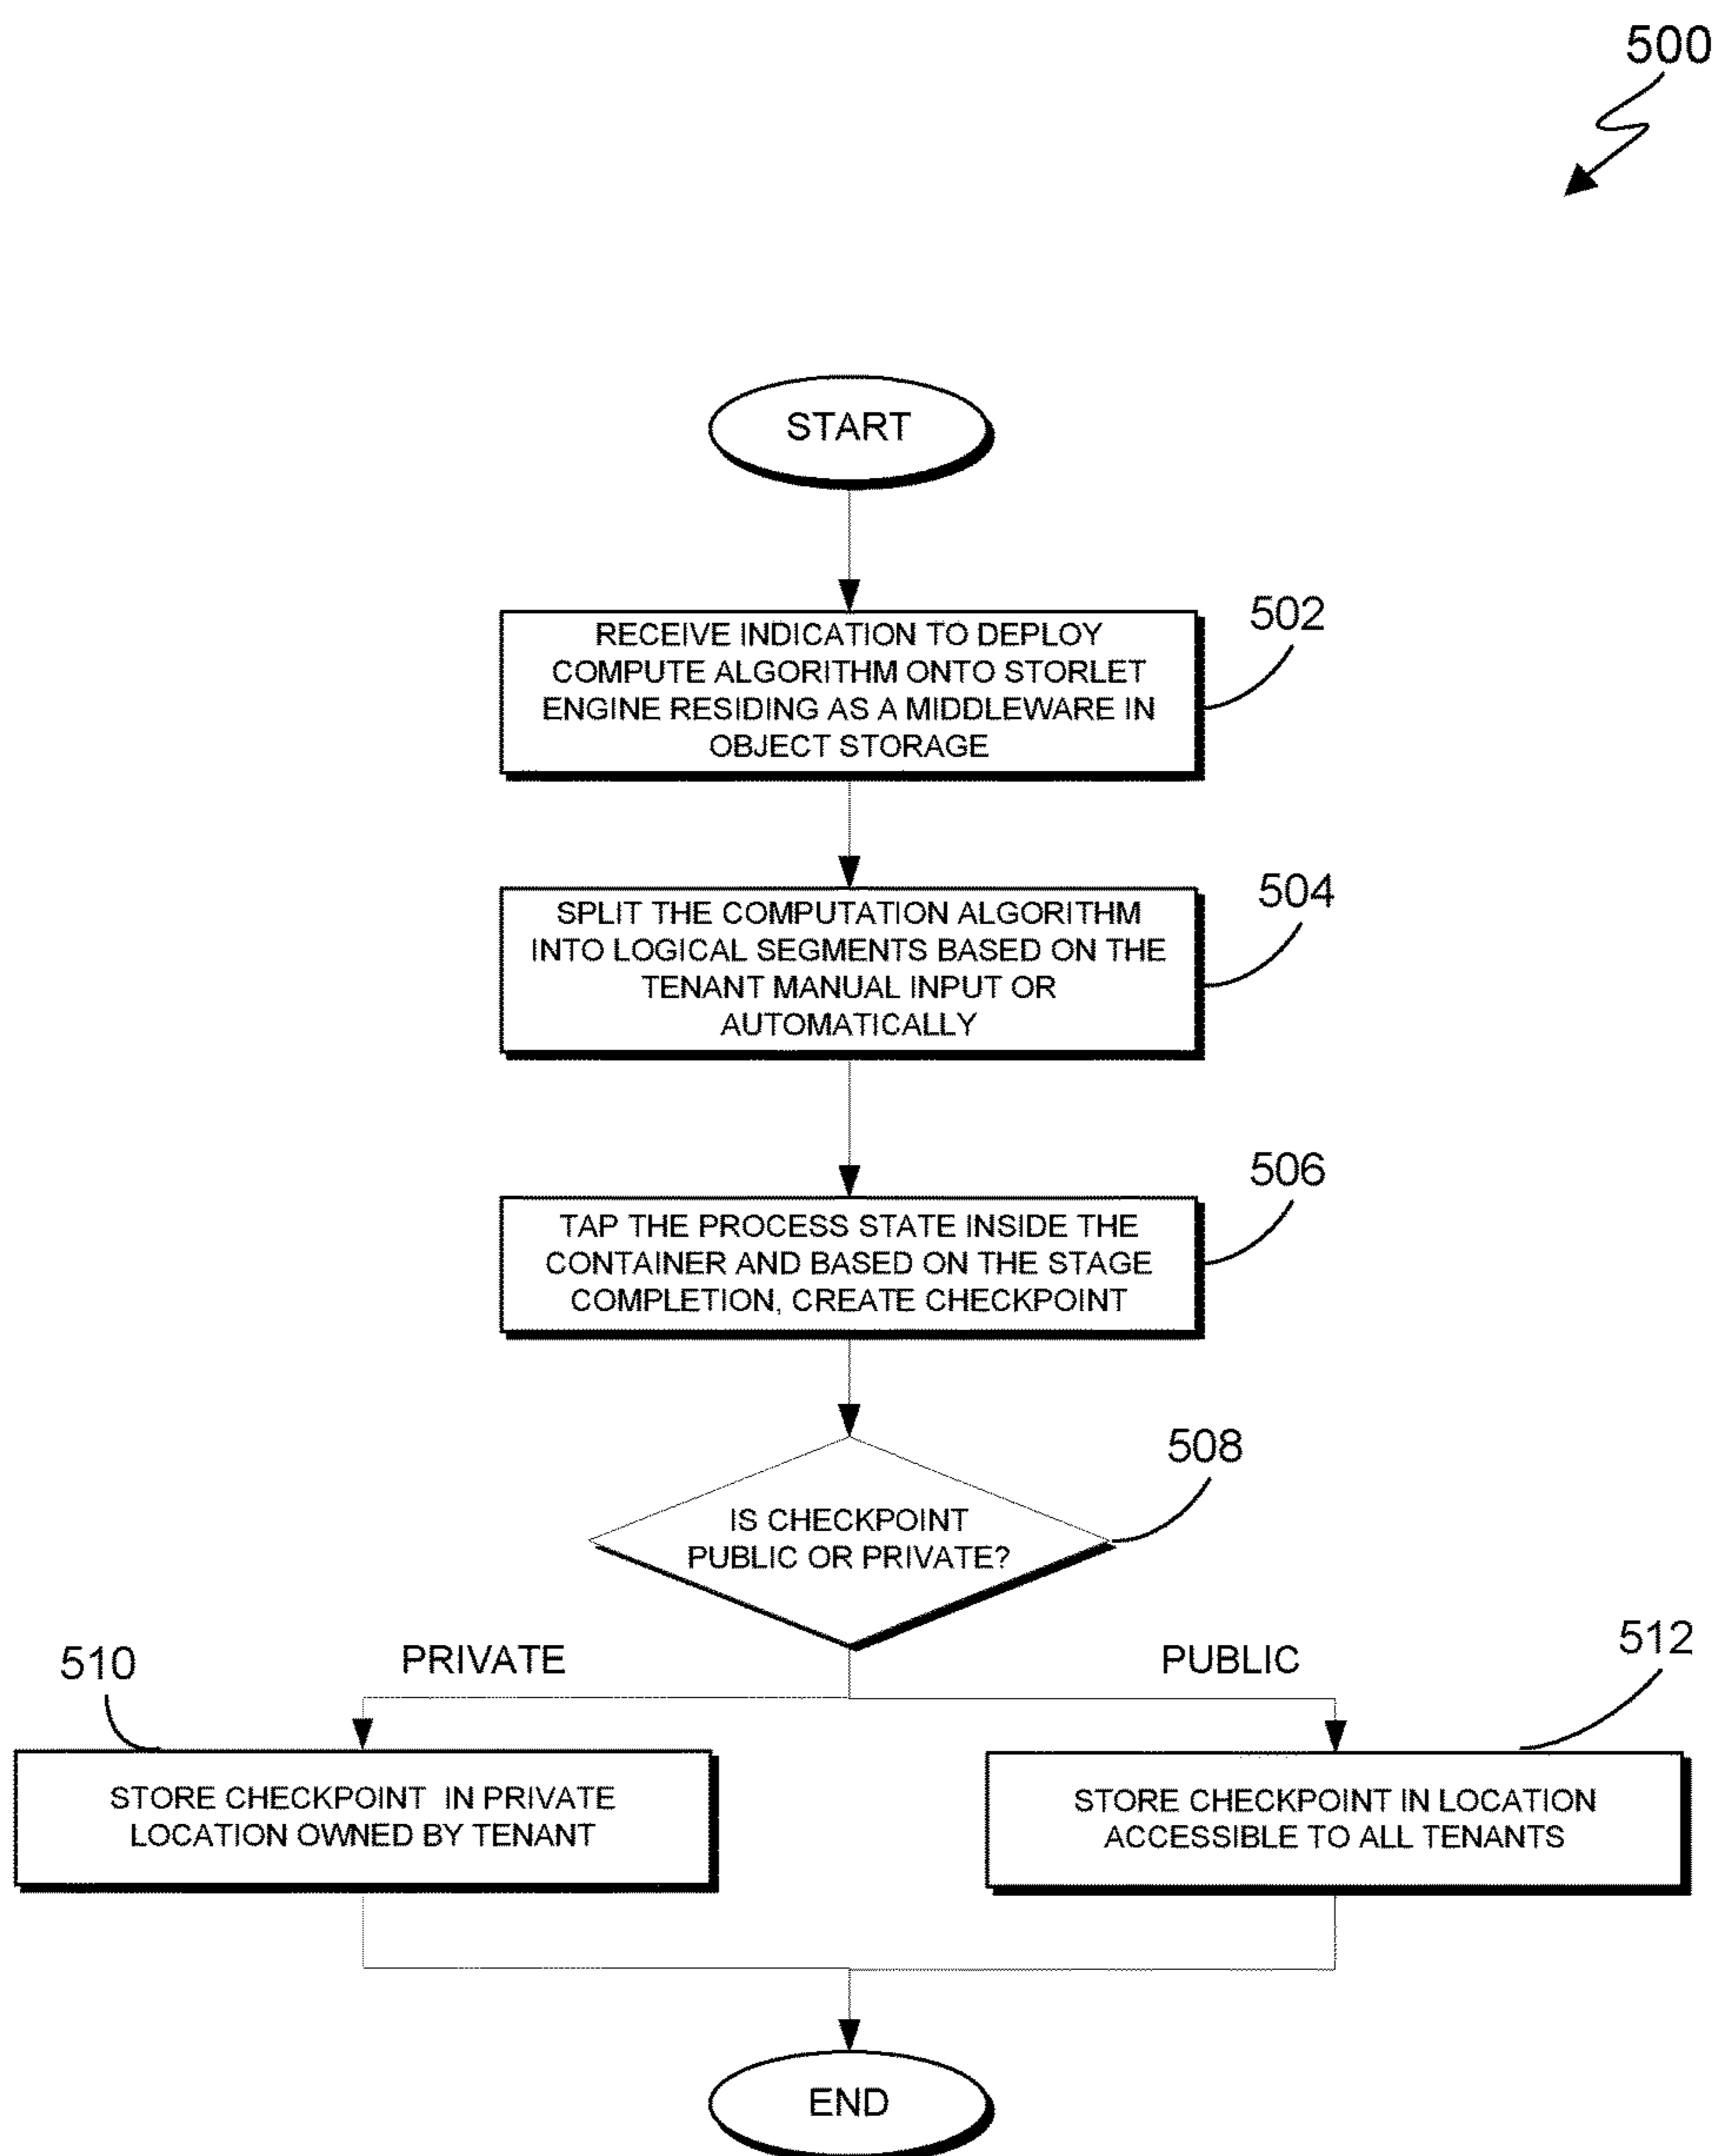 500
START
502
RECEIVE INDICATION TO DEPLOY
COMPUTE ALGORITHM ONTO STORLET
ENGINE RESIDING AS A MIDDLEWARE IN
OBJECT STORAGE
504
SPLIT THE COMPUTATION ALGORITHM
INTO LOGICAL SEGMENTS BASED ON THE
TENANT MANUAL INPUT OR
AUTOMATICALLY
506
TAP THE PROCESS STATE INSIDE THE
CONTAINER AND BASED ON THE STAGE
COMPLETION, CREATE CHECKPOINT
508
IS CHECKPOINT
PUBLIC OR PRIVATE?
510
PRIVATE
PUBLIC
512
STORE CHECKPOINT IN PRIVATE
LOCATION OWNED BY TENANT
STORE CHECKPOINT IN LOCATION
ACCESSIBLE TO ALL TENANTS
END